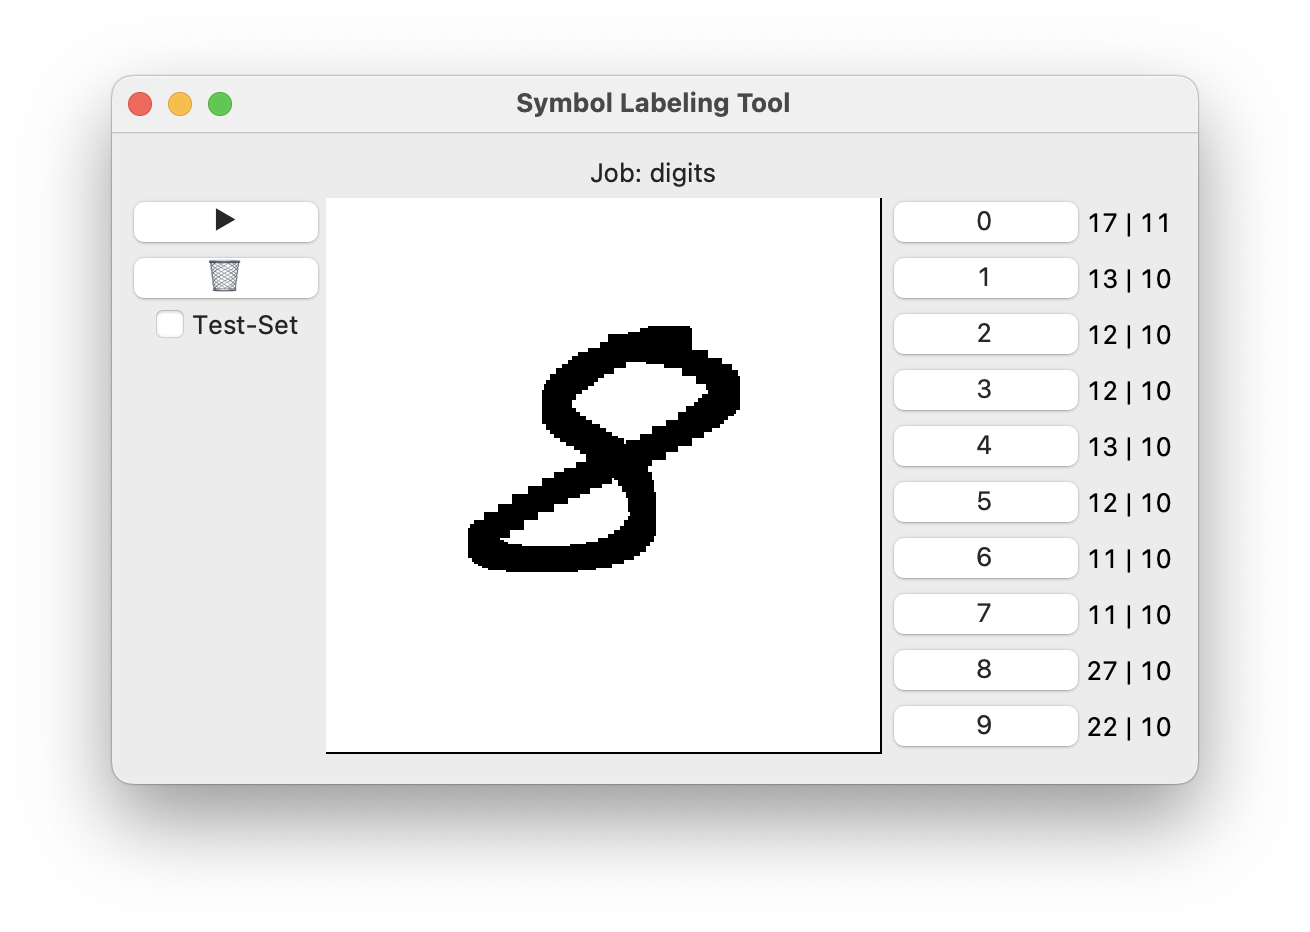 Symbol Labeling Tool
Job: digits
▶
🗑
Test-Set
8
0 17 | 11
1 13 | 10
2 12 | 10
3 12 | 10
4 13 | 10
5 12 | 10
6 11 | 10
7 11 | 10
8 27 | 10
9 22 | 10